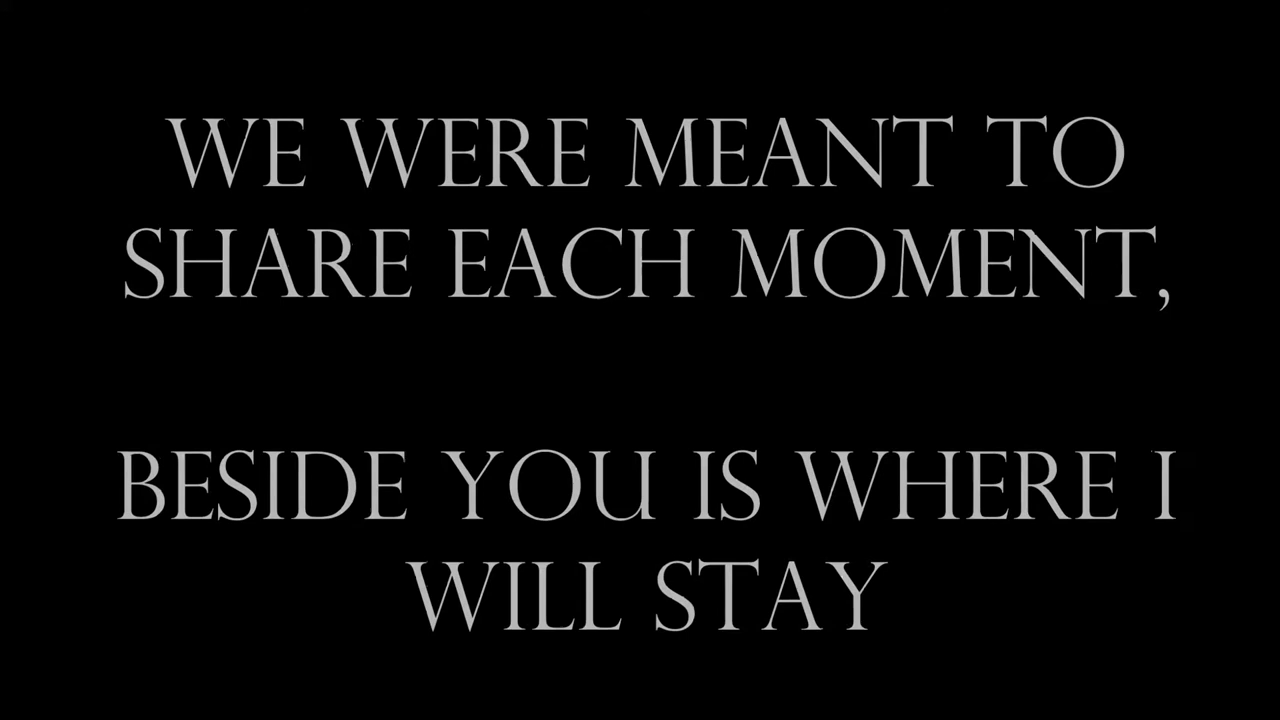 WE WERE MEANT TO
SHARE EACH MOMENT,
BESIDE YOU IS WHERE I
WILL STAY